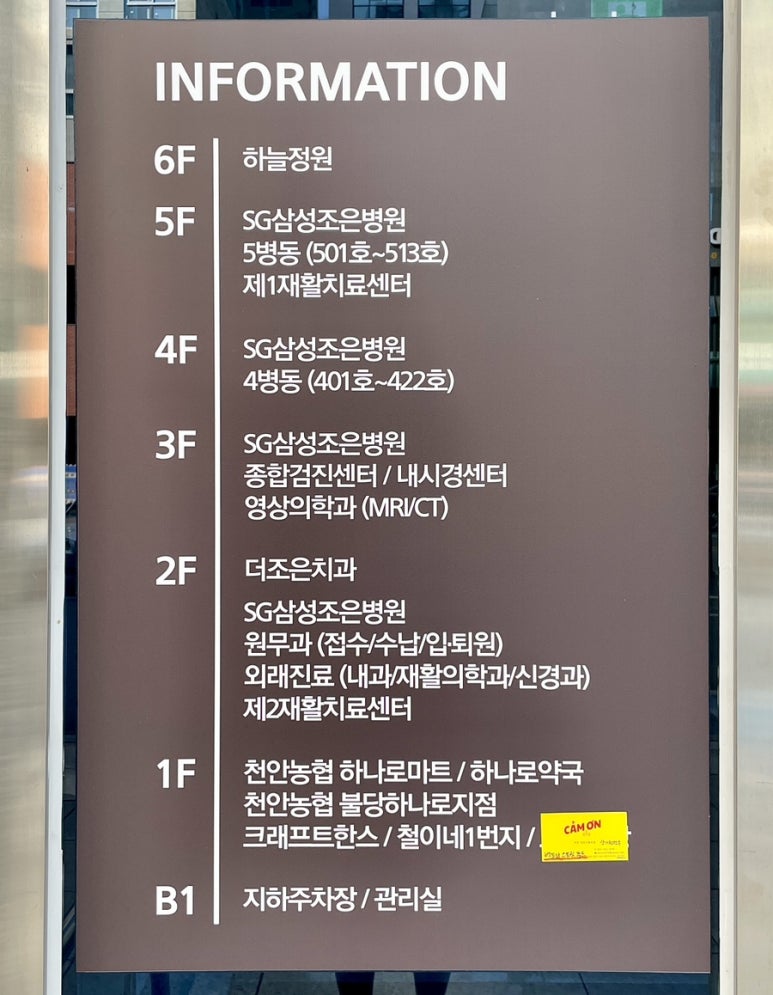 INFORMATION
6F 하늘정원
5F SG삼성조은병원
5병동 (501호~513호)
제1재활치료센터
4F SG삼성조은병원
4병동 (401호~422호)
3F SG삼성조은병원
종합검진센터 / 내시경센터
영상의학과 (MRI/CT)
2F 더조은치과
SG삼성조은병원
원무과 (접수/수납/입·퇴원)
외래진료 (내과/재활의학과/신경과)
제2재활치료센터
1F 천안농협 하나로마트 / 하나로약국
천안농협 불당하나로지점
크래프트한스 / 철이네1번지 /
CẢM ƠN
B1 지하주차장 / 관리실